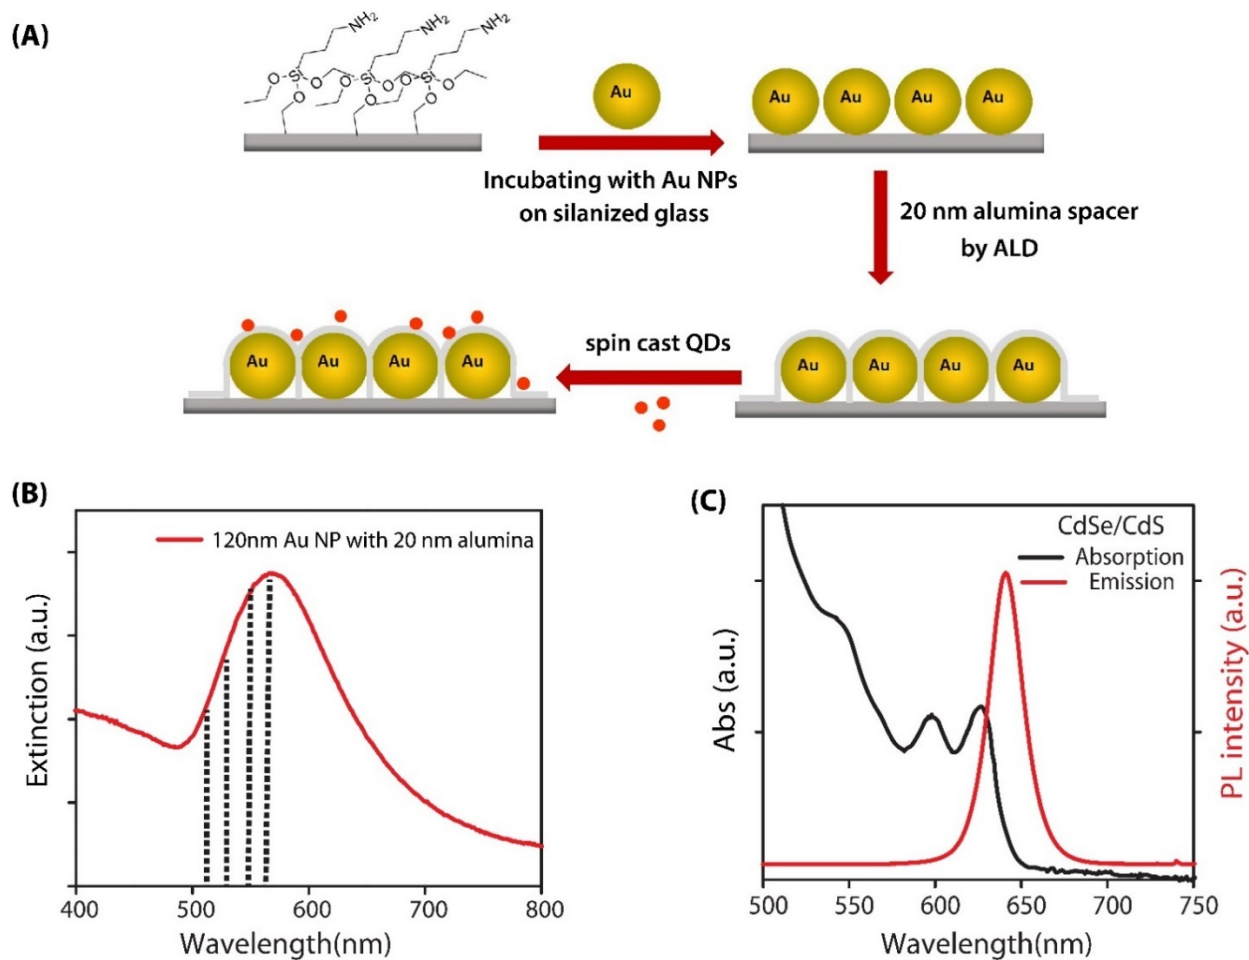 (A)
NH2 NH2 NH2
Si Si Si
O O O O O O
O O O
Au
Au Au Au Au
Incubating with Au NPs
on silanized glass
20 nm alumina spacer
by ALD
Au Au Au Au
spin cast QDs
Au Au Au Au
(B)
120nm Au NP with 20 nm alumina
Extinction (a.u.)
400 500 600 700 800
Wavelength(nm)
(C)
CdSe/CdS
Absorption
Emission
Abs (a.u.)
PL intensity (a.u.)
500 550 600 650 700 750
Wavelength(nm)